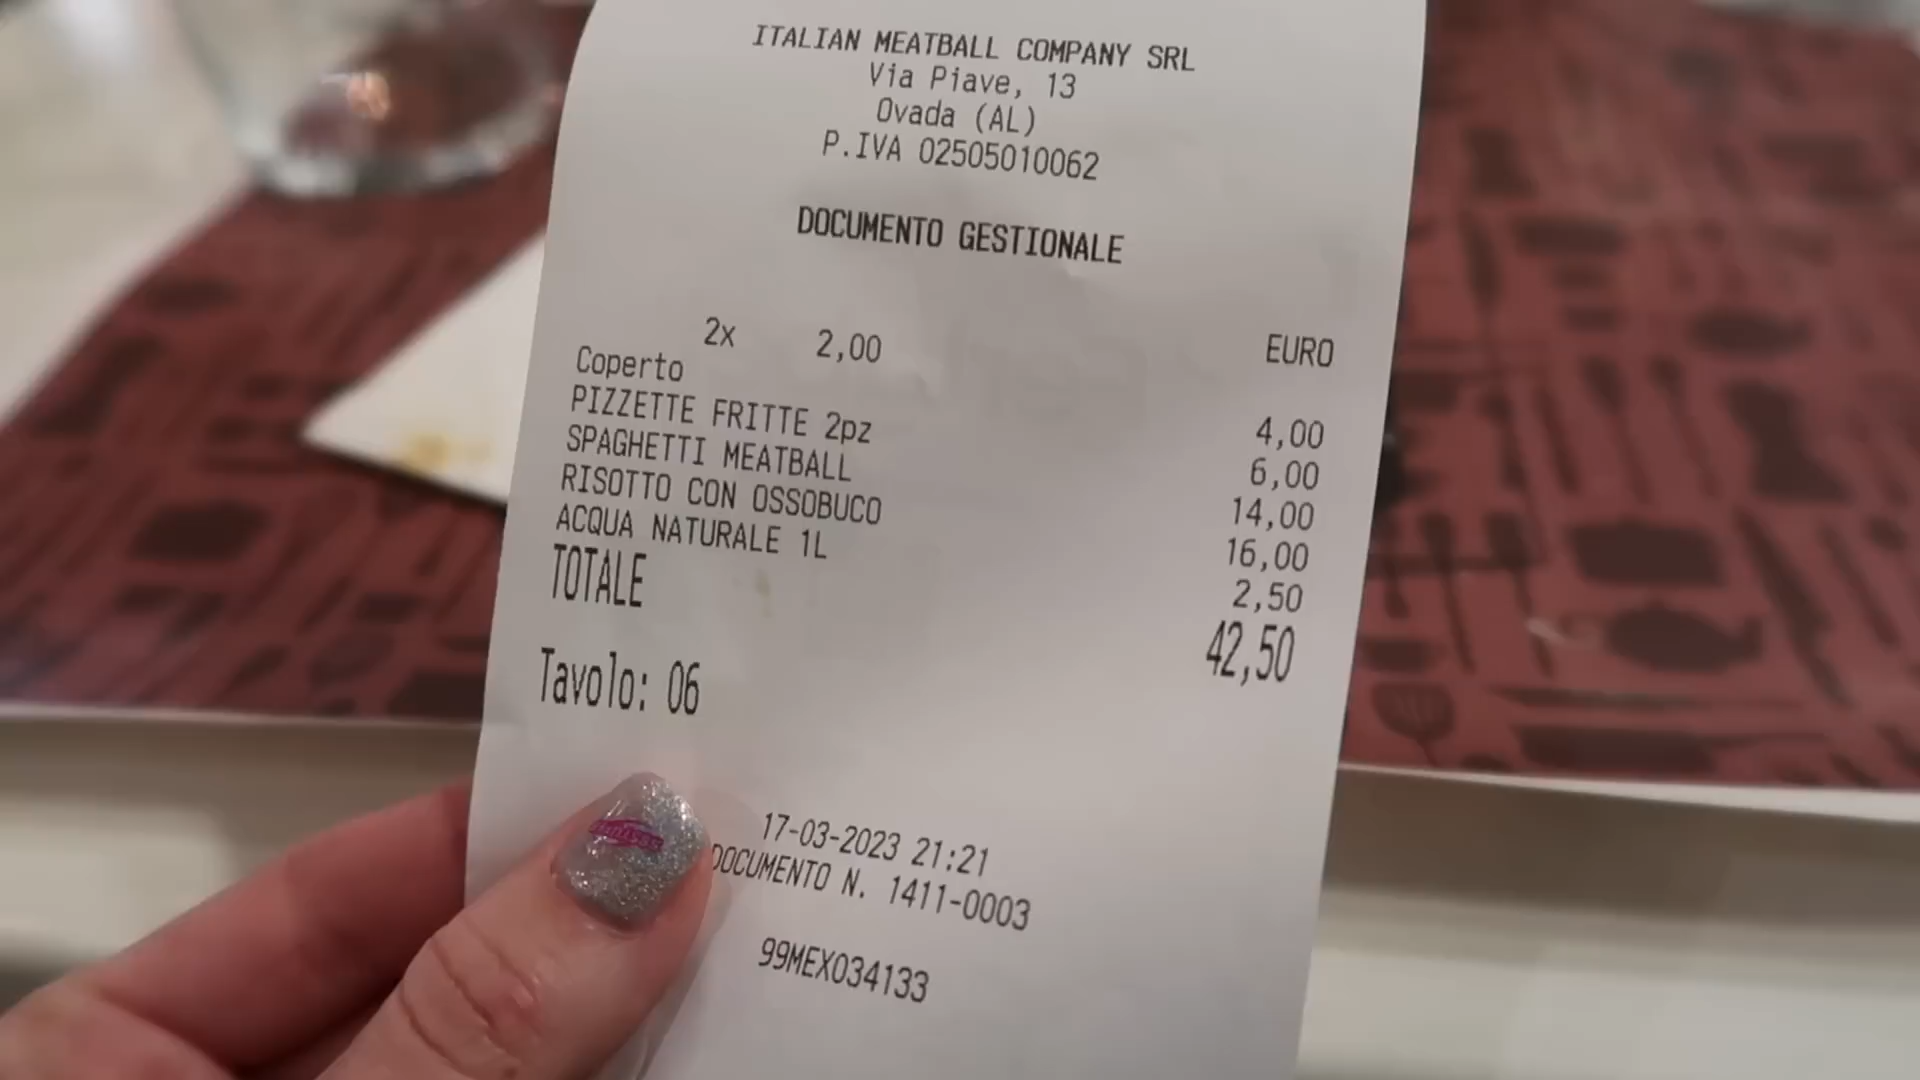 ITALIAN MEATBALL COMPANY SRL
Via Piave, 13
Ovada (AL)
P.IVA 02505010062
DOCUMENTO GESTIONALE
EURO
2x 2,00
Coperto 4,00
PIZZETTE FRITTE 2pz 6,00
SPAGHETTI MEATBALL 14,00
RISOTTO CON OSSOBUCO 16,00
ACQUA NATURALE 1L 2,50
TOTALE 42,50
Tavolo: 06
17-03-2023 21:21
DOCUMENTO N. 1411-0003
99MEX034133